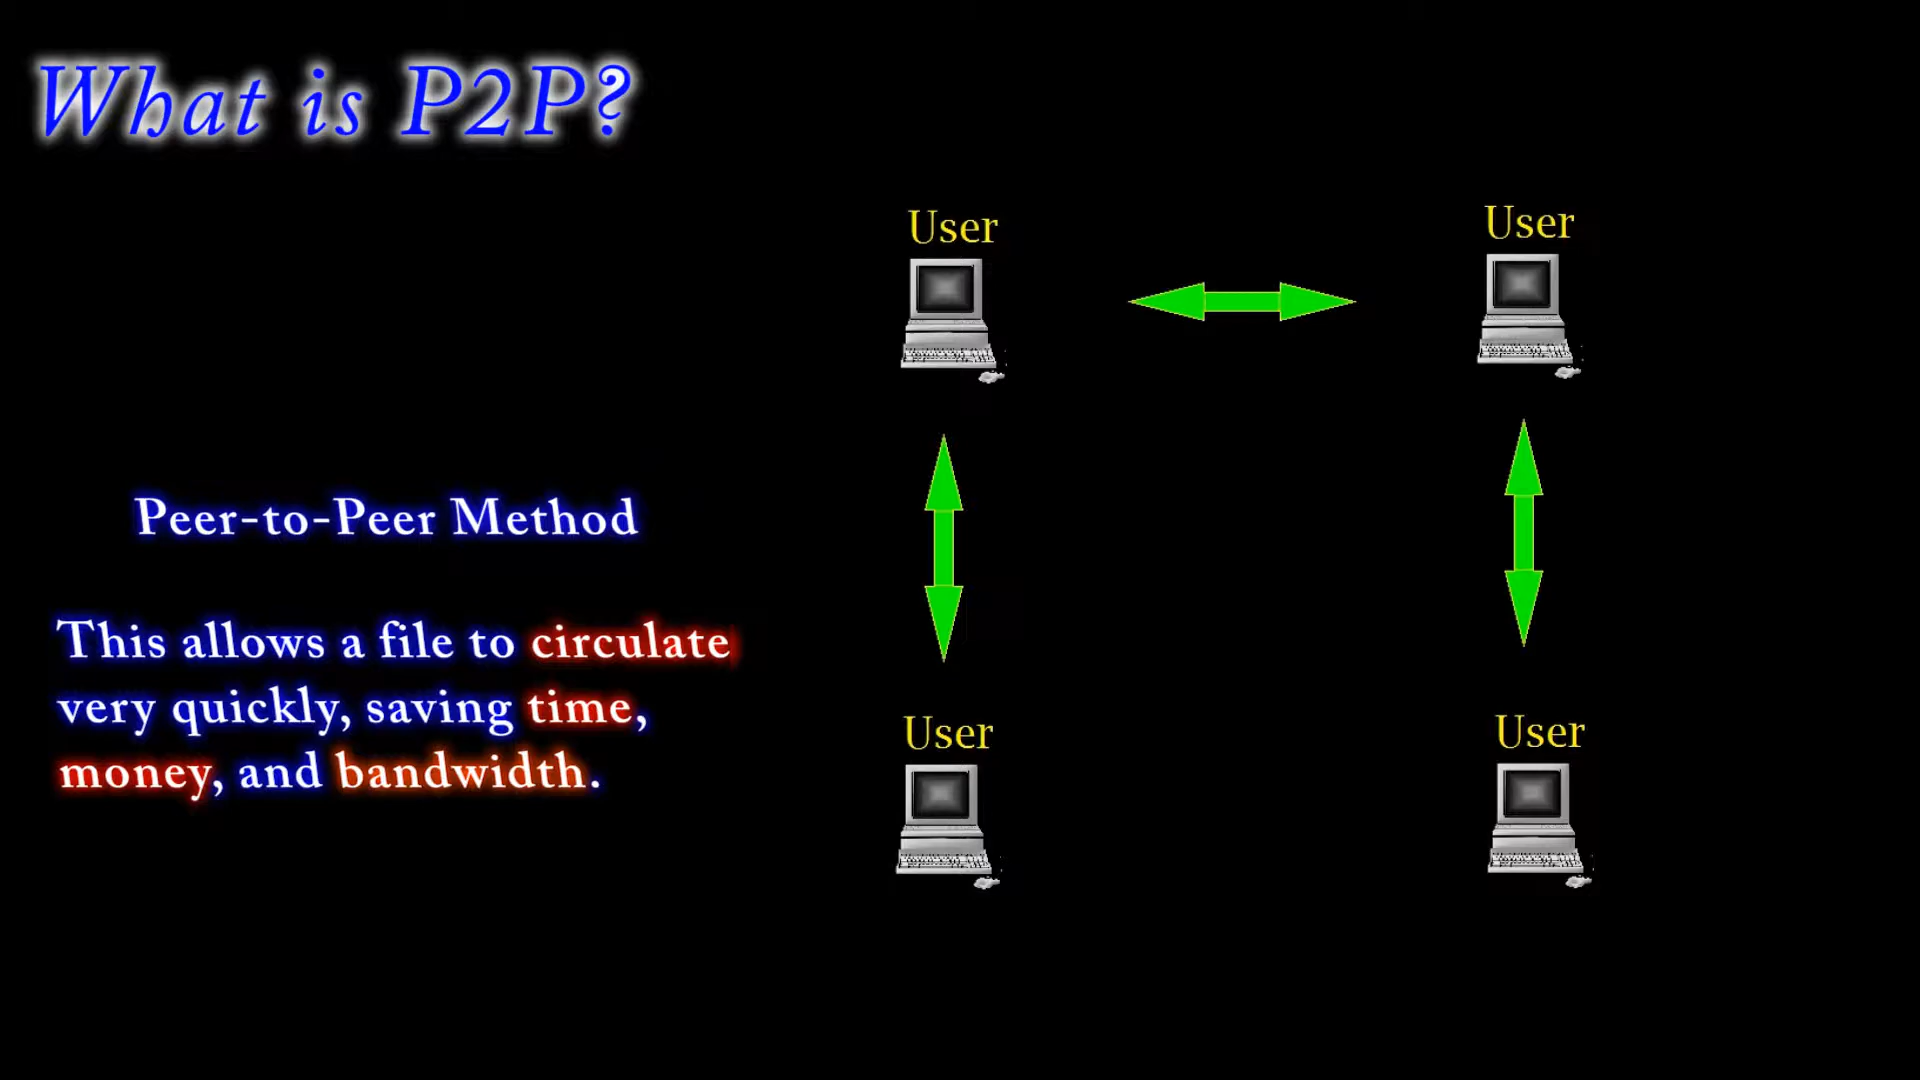 What is P2P?
User
User
Peer-to-Peer Method
This allows a file to circulate
very quickly, saving time,
money, and bandwidth.
User
User